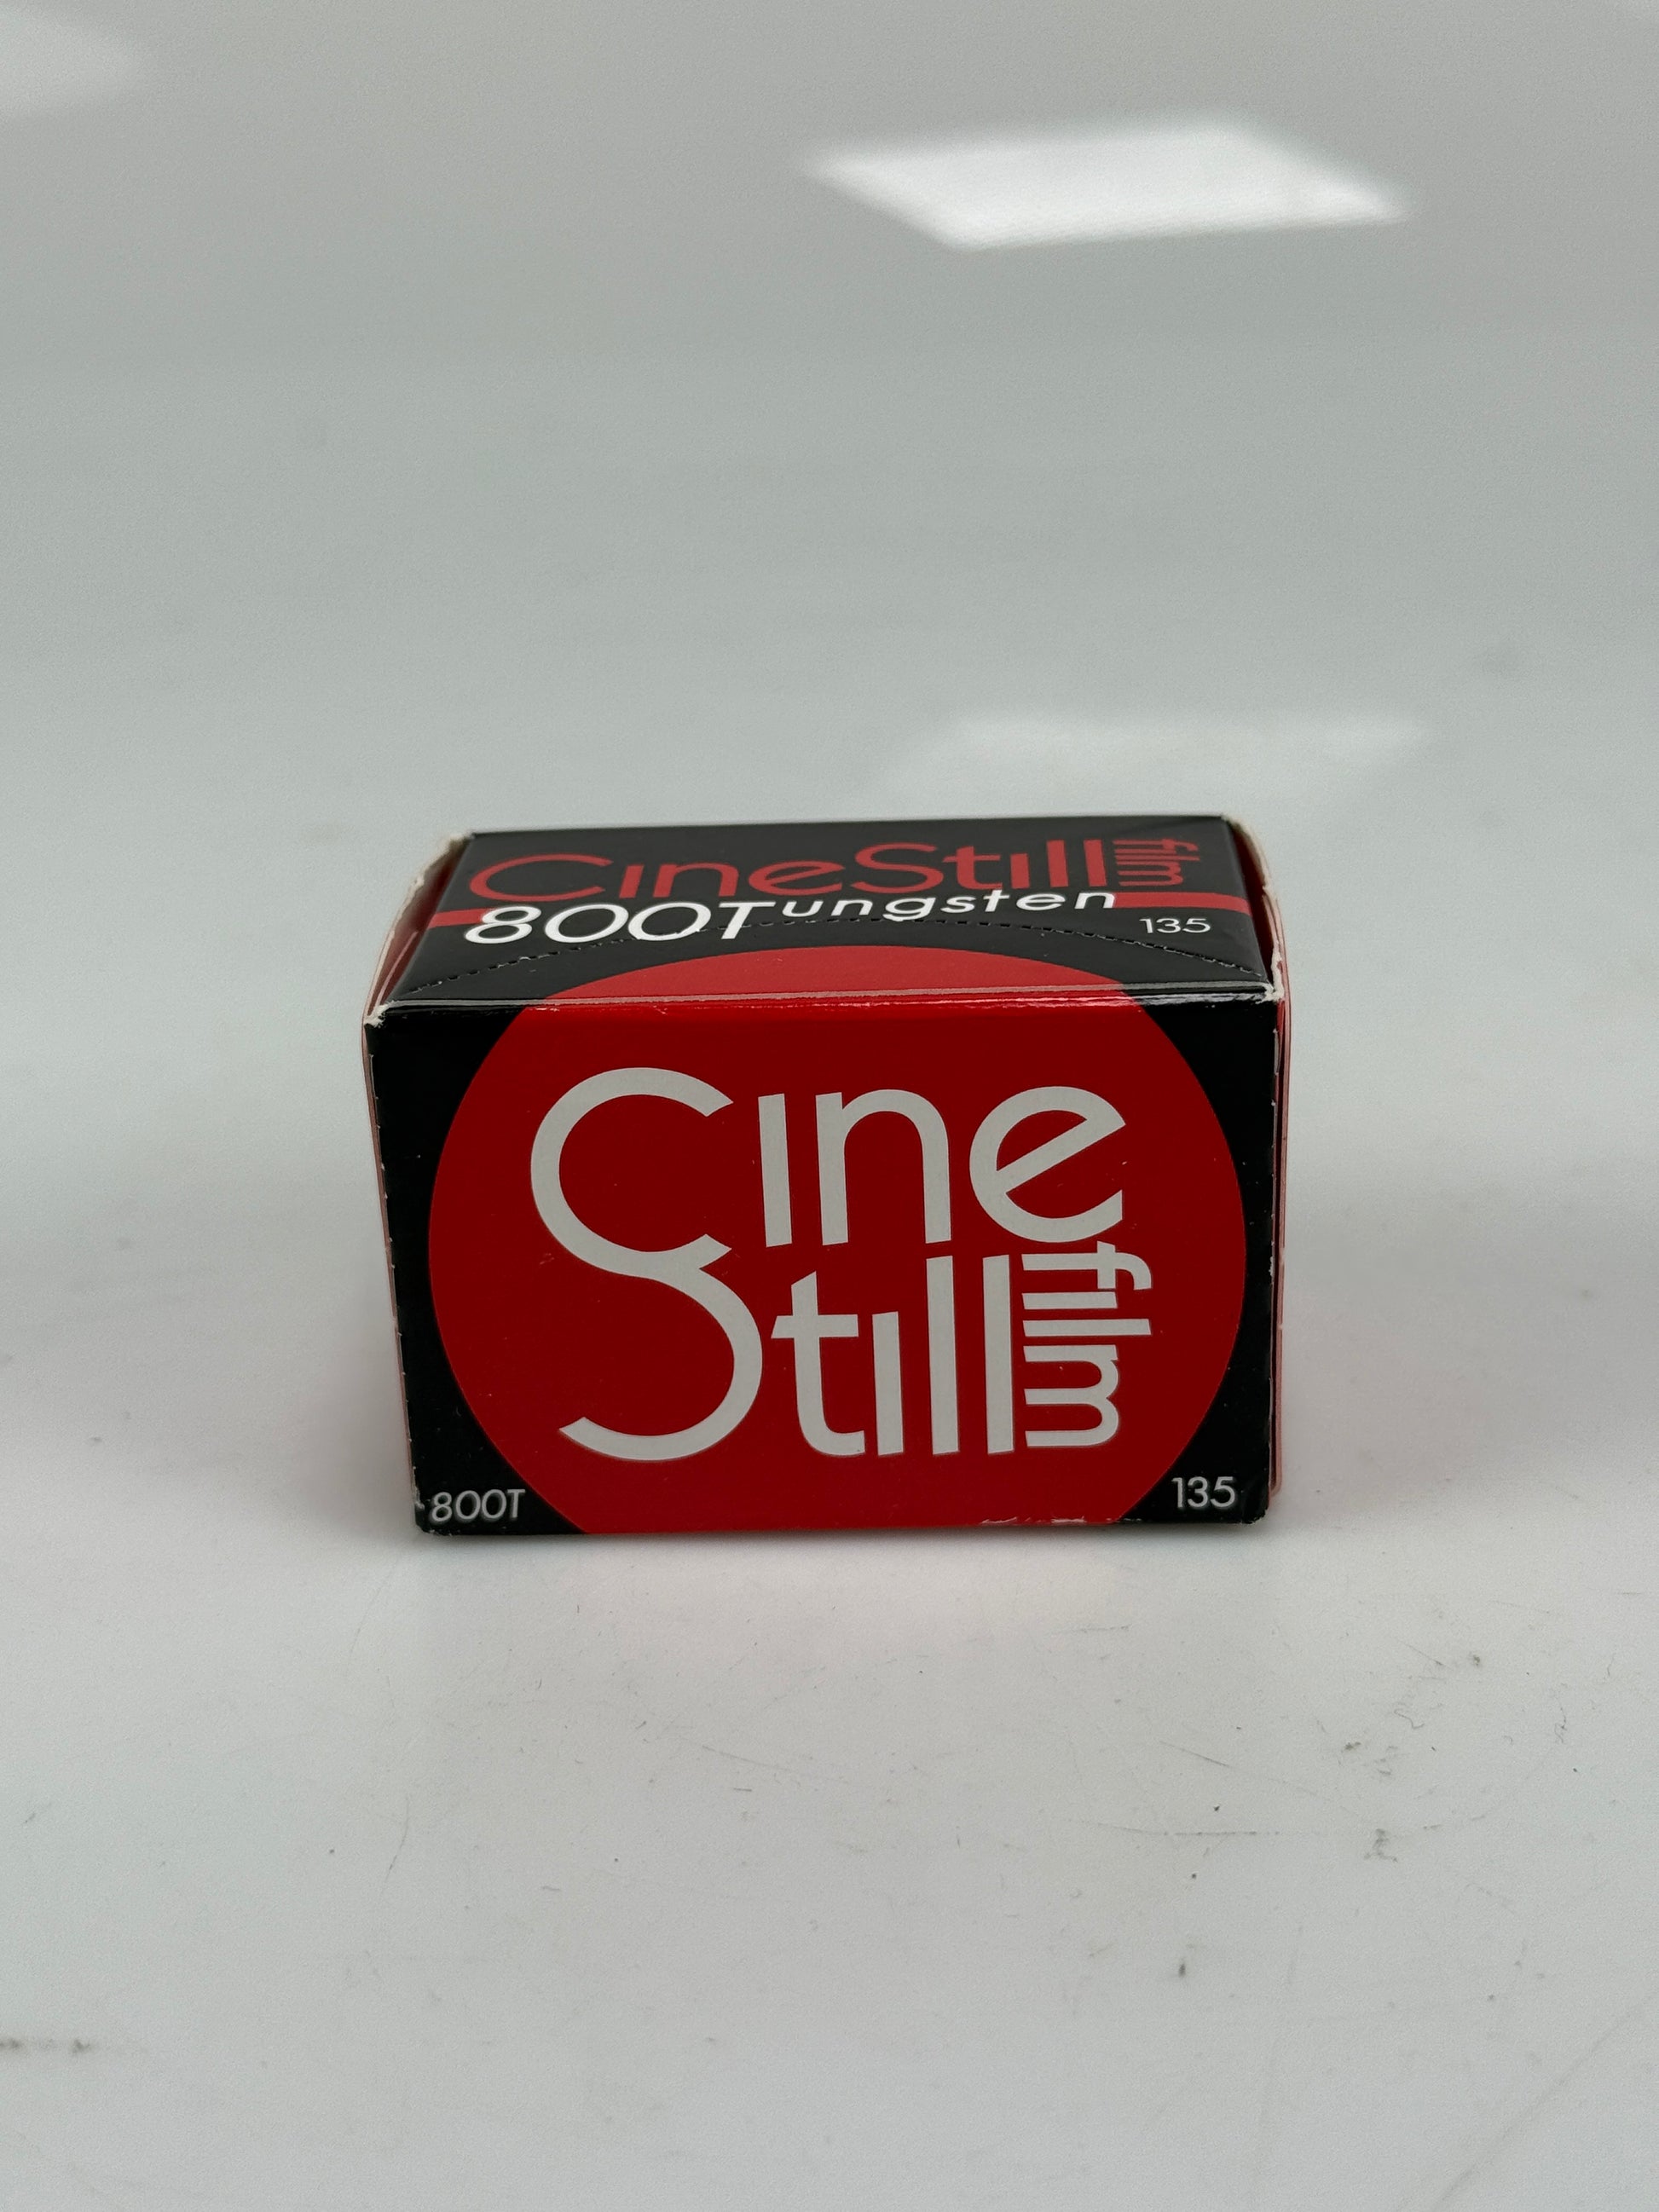 CineStill film
800Tungsten
135
Cine
Still film
800T
135